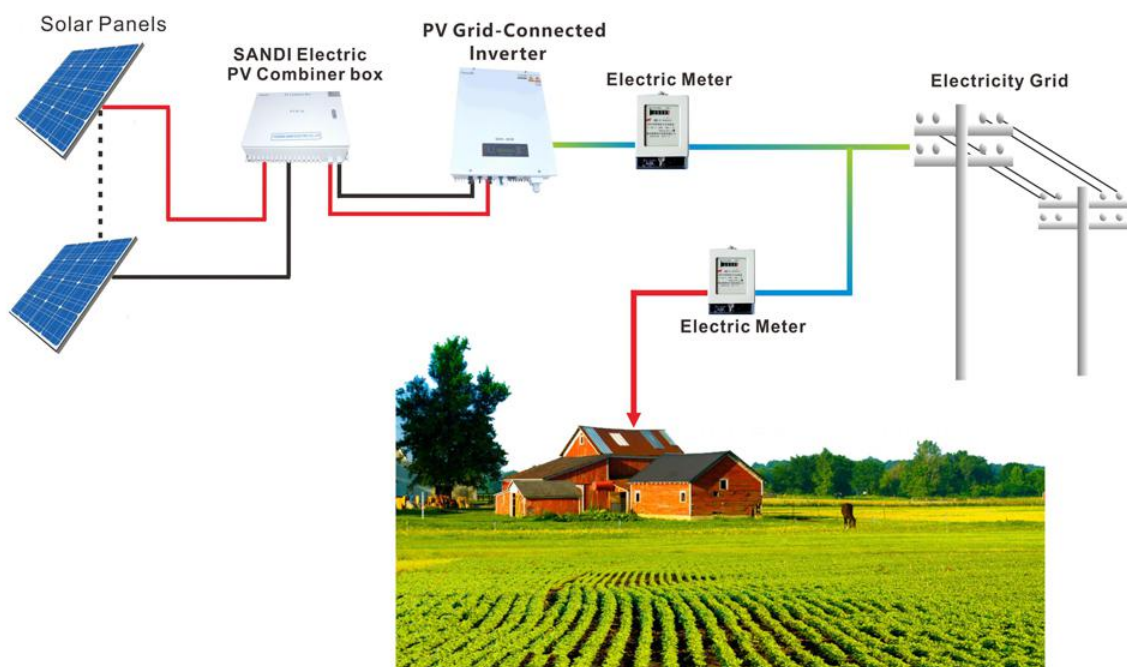 Solar Panels
SANDI Electric
PV Combiner box
PV Grid-Connected
Inverter
Electric Meter
Electricity Grid
Electric Meter